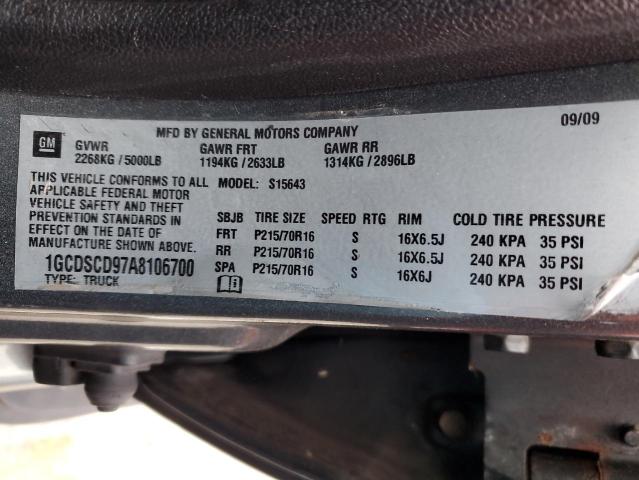 MFD BY GENERAL MOTORS COMPANY 09/09
GM
GVWR GAWR FRT GAWR RR
2268KG / 5000LB 1194KG / 2633LB 1314KG / 2896LB
THIS VEHICLE CONFORMS TO ALL MODEL: S15643
APPLICABLE FEDERAL MOTOR
VEHICLE SAFETY AND THEFT
PREVENTION STANDARDS IN
EFFECT ON THE DATE OF
MANUFACTURE SHOWN ABOVE.
1GCDSCD97A8106700
TYPE: TRUCK
SBJB TIRE SIZE SPEED RTG RIM COLD TIRE PRESSURE
FRT P215/70R16 S 16X6.5J 240 KPA 35 PSI
RR P215/70R16 S 16X6.5J 240 KPA 35 PSI
SPA P215/70R16 S 16X6J 240 KPA 35 PSI